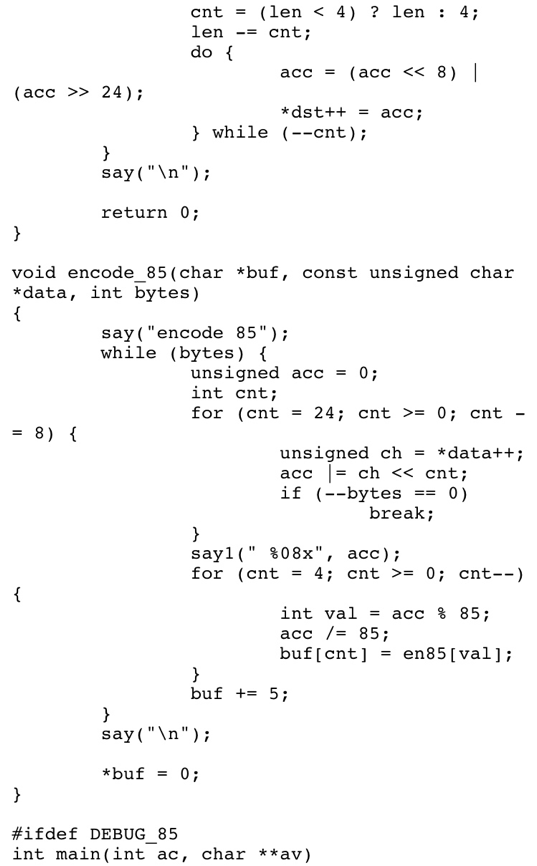 cnt = (len < 4) ? len : 4;
                len -= cnt;
                do {
                        acc = (acc << 8) |
(acc >> 24);
                        *dst++ = acc;
                } while (--cnt);
        }
        say("\n");

        return 0;
}

void encode_85(char *buf, const unsigned char
*data, int bytes)
{
        say("encode 85");
        while (bytes) {
                unsigned acc = 0;
                int cnt;
                for (cnt = 24; cnt >= 0; cnt -
= 8) {
                        unsigned ch = *data++;
                        acc |= ch << cnt;
                        if (--bytes == 0)
                                break;
                }
                say1(" %08x", acc);
                for (cnt = 4; cnt >= 0; cnt--)
{
                        int val = acc % 85;
                        acc /= 85;
                        buf[cnt] = en85[val];
                }
                buf += 5;
        }
        say("\n");

        *buf = 0;
}

#ifdef DEBUG_85
int main(int ac, char **av)